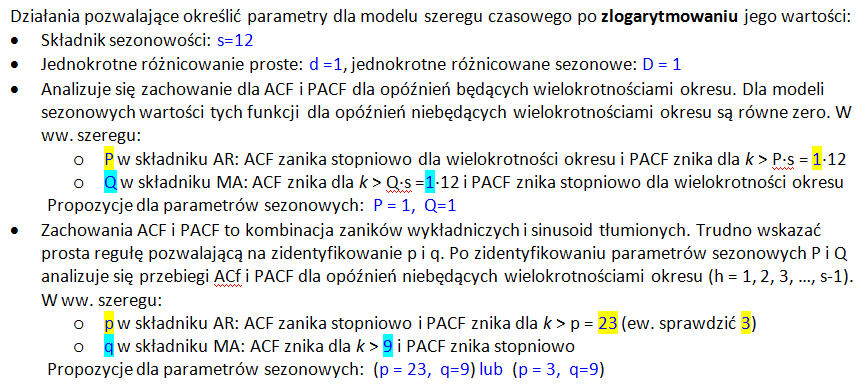 Działania pozwalające określić parametry dla modelu szeregu czasowego po zlogarytmowaniu jego wartości:
• Składnik sezonowości: s=12
• Jednokrotne różnicowanie proste: d =1, jednokrotne różnicowane sezonowe: D = 1
• Analizuje się zachowanie dla ACF i PACF dla opóźnień będących wielokrotnościami okresu. Dla modeli
sezonowych wartości tych funkcji dla opóźnień niebędących wielokrotnościami okresu są równe zero. W
ww. szeregu:
o P w składniku AR: ACF zanika stopniowo dla wielokrotności okresu i PACF znika dla k > P·s = 1·12
o Q w składniku MA: ACF znika dla k > Q·s =1·12 i PACF znika stopniowo dla wielokrotności okresu
Propozycje dla parametrów sezonowych: P = 1, Q=1
• Zachowania ACF i PACF to kombinacja zaników wykładniczych i sinusoid tłumionych. Trudno wskazać
prosta regułę pozwalającą na zidentyfikowanie p i q. Po zidentyfikowaniu parametrów sezonowych P i Q
analizuje się przebiegi ACf i PACF dla opóźnień niebędących wielokrotnościami okresu (h = 1, 2, 3, ..., s-1).
W ww. szeregu:
o p w składniku AR: ACF zanika stopniowo i PACF znika dla k > p = 23 (ew. sprawdzić 3)
o q w składniku MA: ACF znika dla k > 9 i PACF znika stopniowo
Propozycje dla parametrów sezonowych: (p = 23, q=9) lub (p = 3, q=9)